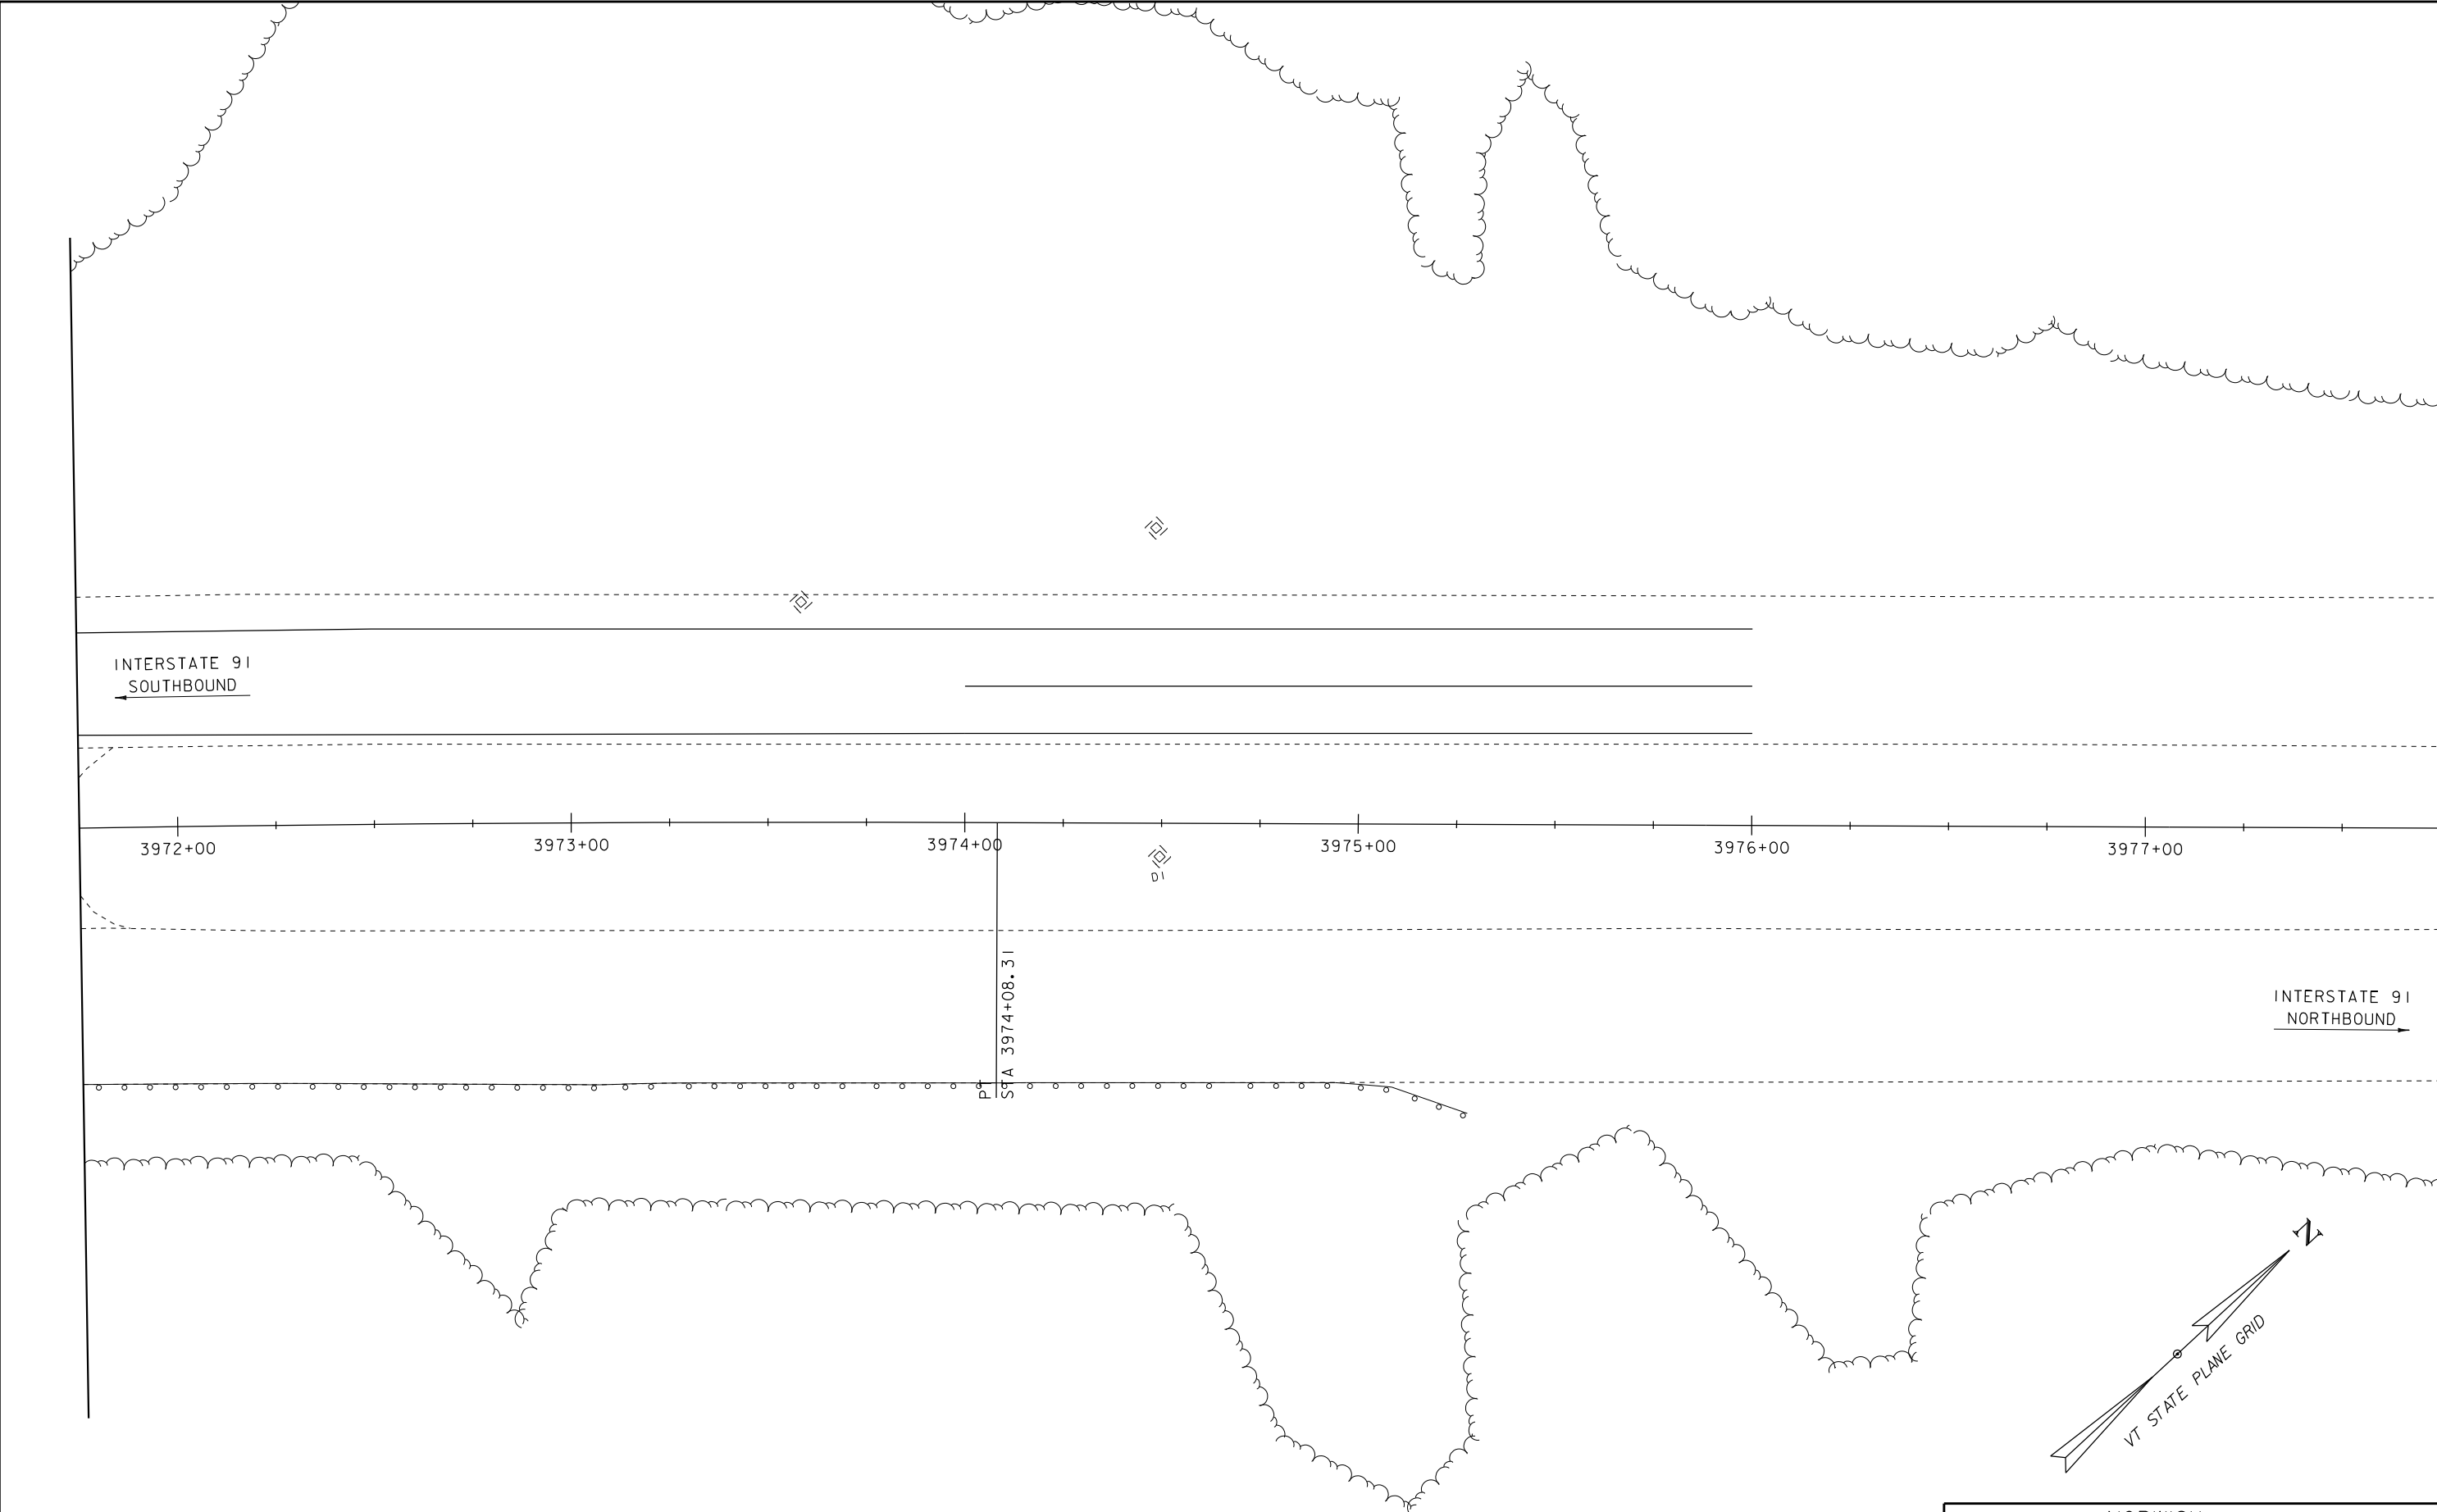 INTERSTATE 91
SOUTHBOUND
3972+00
3973+00
3974+00
3975+00
3976+00
3977+00
DI
PT
STA 3974+08.31
INTERSTATE 91
NORTHBOUND
N
VT STATE PLANE GRID